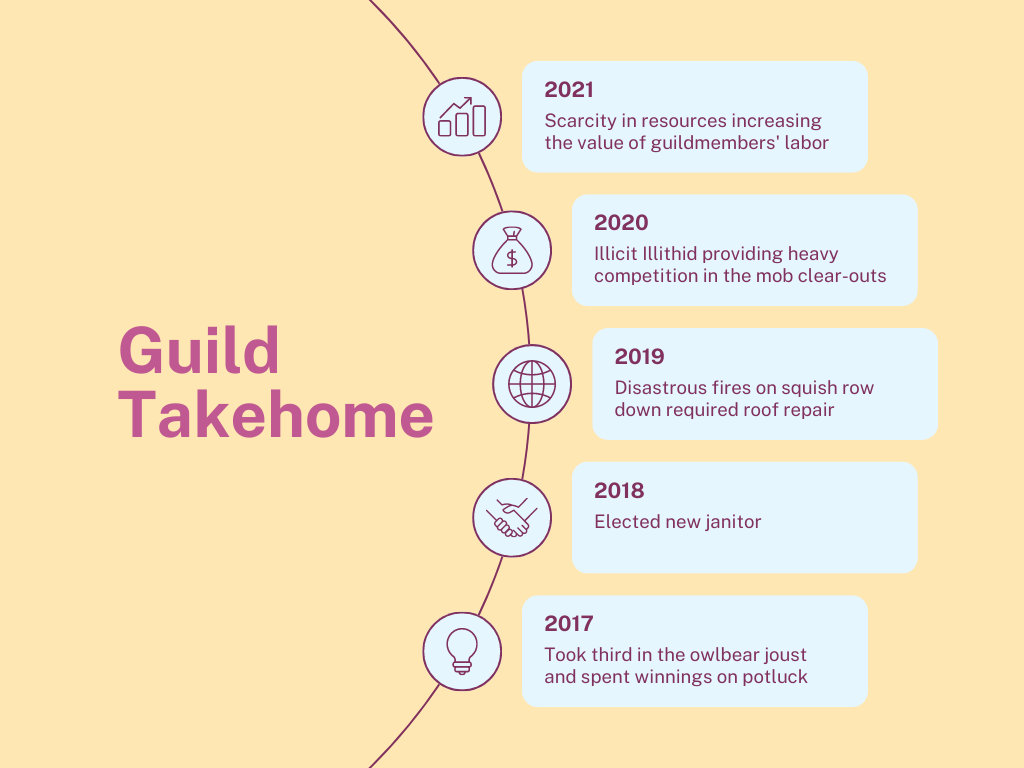 Guild
Takehome
2021
Scarcity in resources increasing
the value of guildmembers' labor
2020
Illicit Illithid providing heavy
competition in the mob clear-outs
2019
Disastrous fires on squish row
down required roof repair
2018
Elected new janitor
2017
Took third in the owlbear joust
and spent winnings on potluck
$